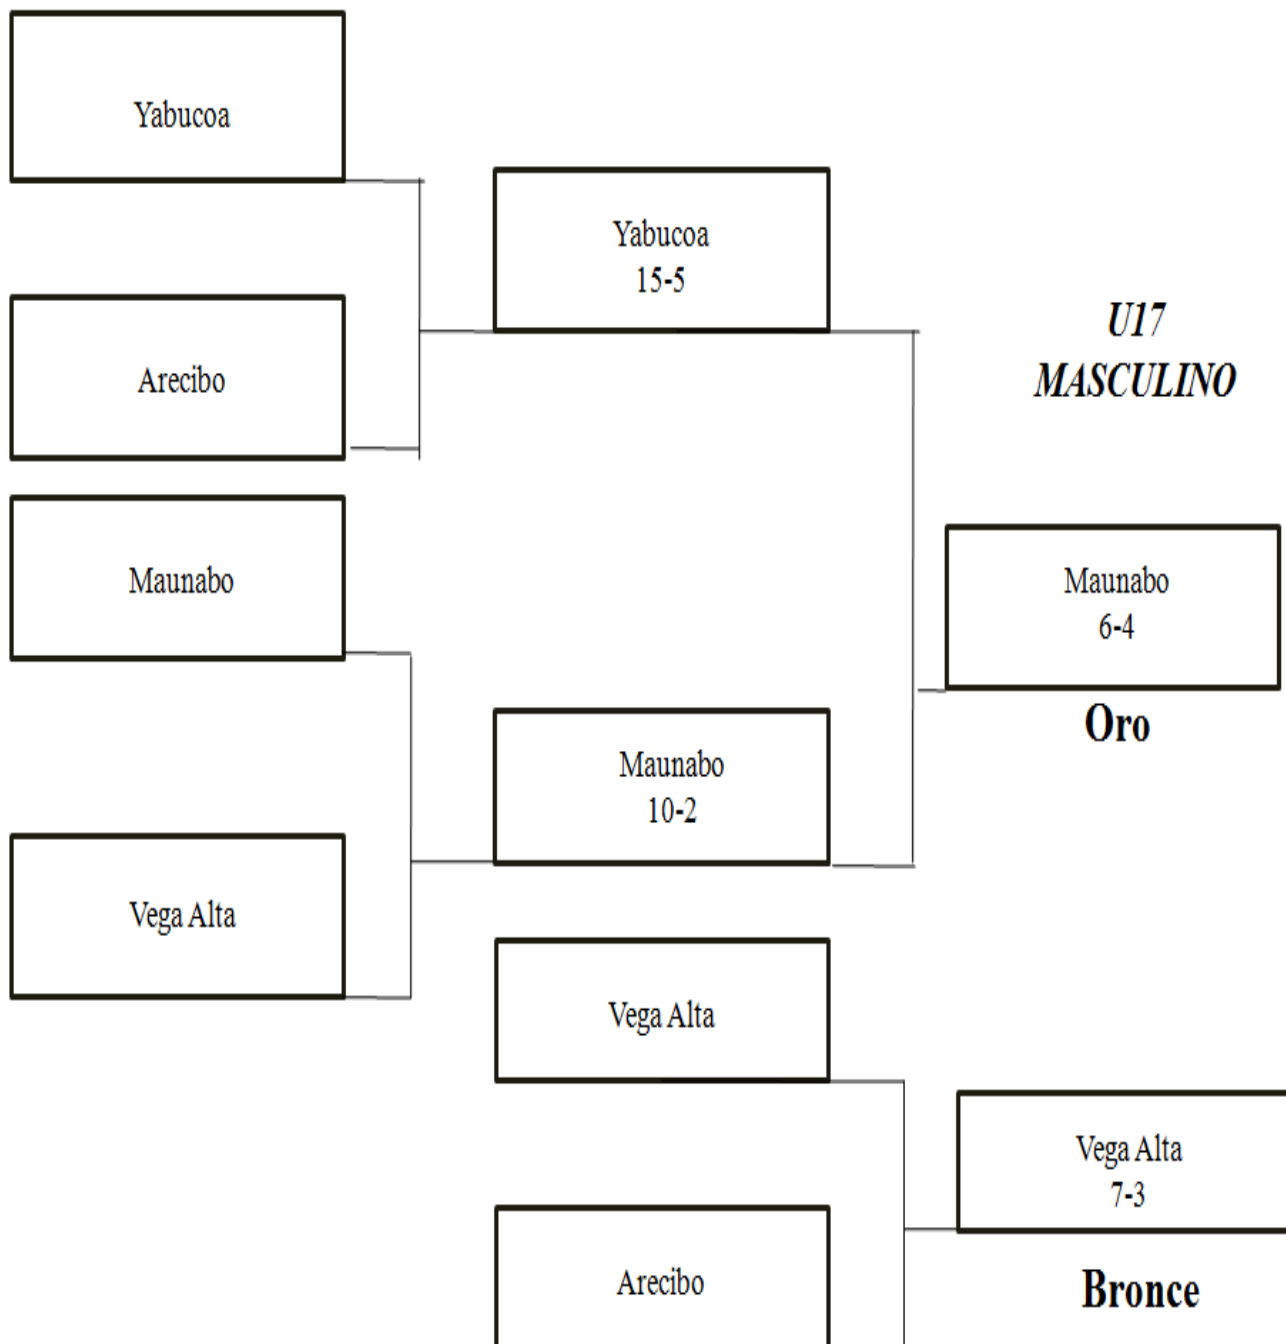 Yabucoa
Arecibo
Maunabo
Vega Alta
Yabucoa
15-5
Maunabo
10-2
Vega Alta
Arecibo
U17
MASCULINO
Maunabo
6-4
Oro
Vega Alta
7-3
Bronce